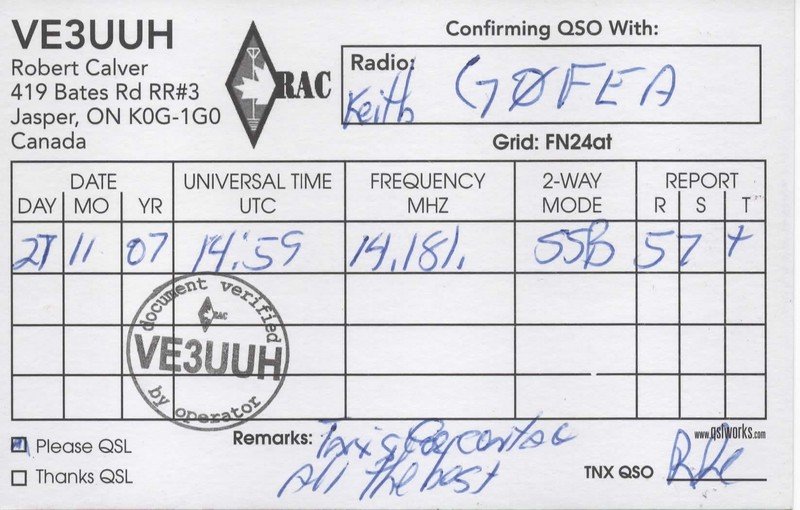 VE3UUH
Robert Calver
419 Bates Rd RR#3
Jasper, ON K0G-1G0
Canada
RAC
Confirming QSO With:
Radio: Keith GØFEA
Grid: FN24at
DATE UNIVERSAL TIME FREQUENCY 2-WAY REPORT
DAY MO YR UTC MHZ MODE R S T
27 11 07 14:59 14.181. SSB 5 7 +
document verified
RAC
VE3UUH
by operator
Please QSL
Thanks QSL
Remarks:
All the best
www.qslworks.com
TNX QSO